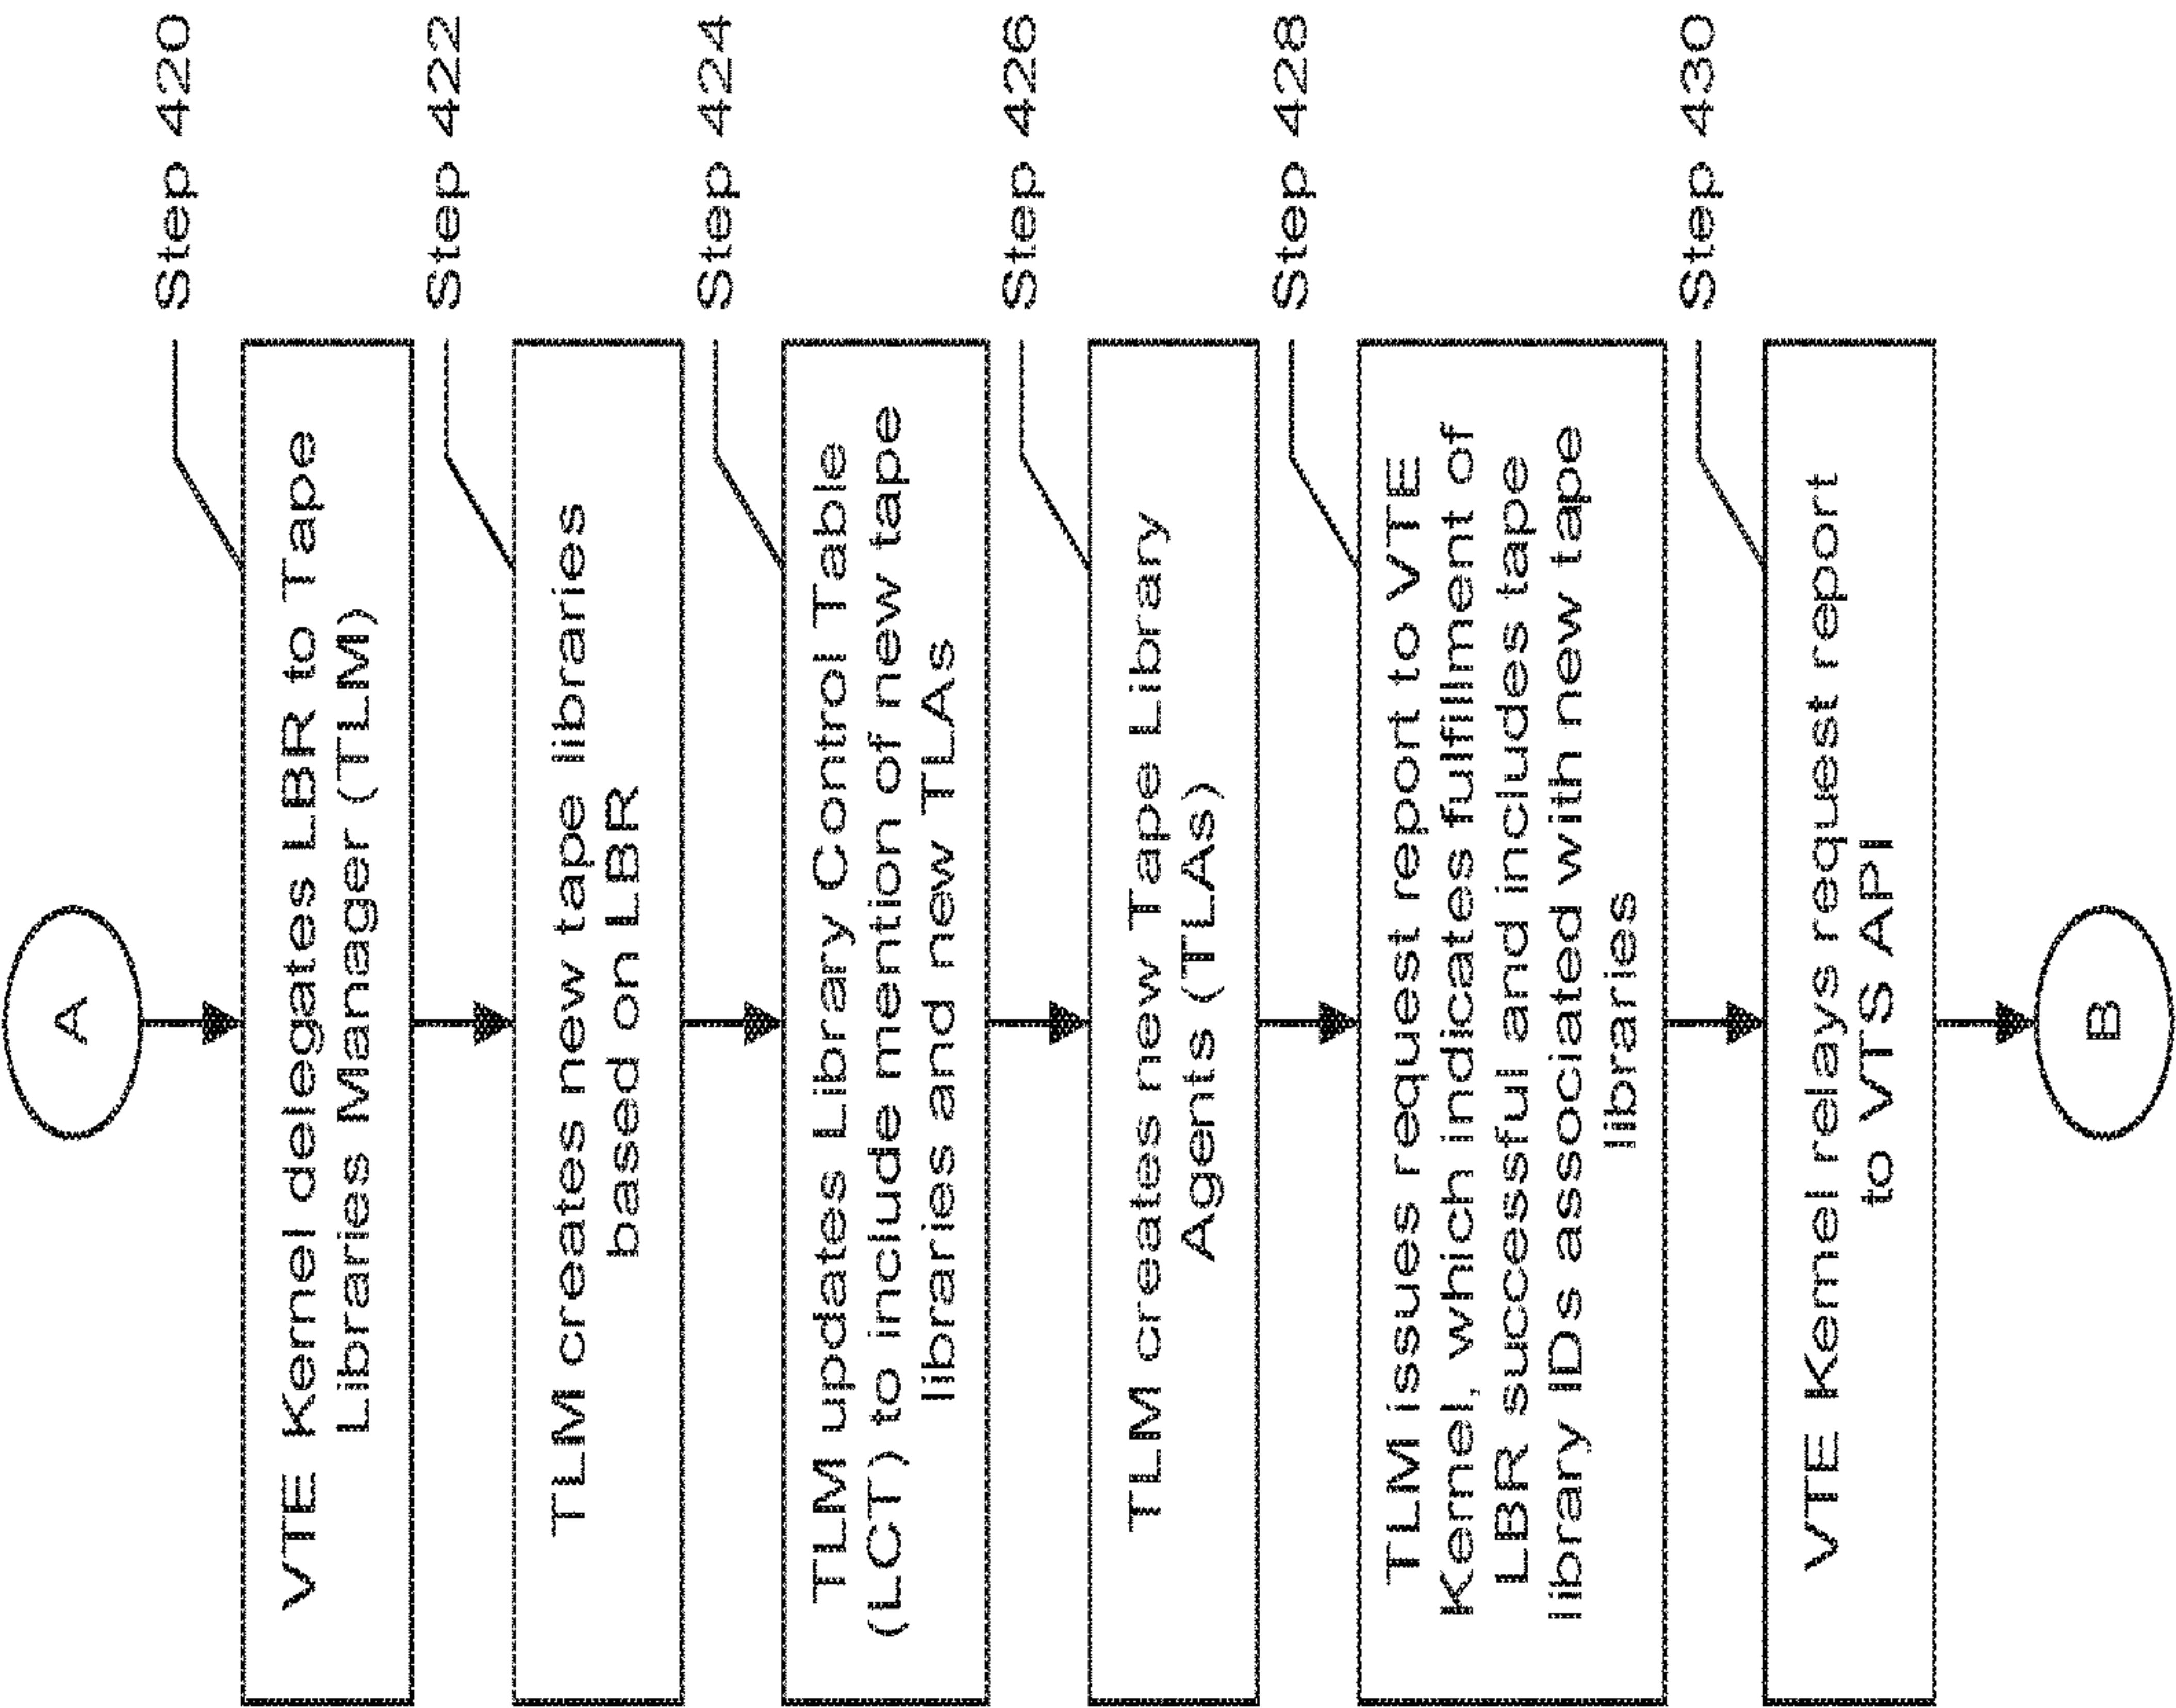 A
Step 420
VTE Kernel delegates LBR to Tape
Libraries Manager (TLM)
Step 422
TLM creates new tape libraries
based on LBR
Step 424
TLM updates Library Control Table
(LCT) to include mention of new tape
libraries and new TLAs
Step 426
TLM creates new Tape Library
Agents (TLAs)
Step 428
TLM issues request report to VTE
Kernel, which indicates fulfillment of
LBR successful and includes tape
library IDs associated with new tape
libraries
Step 430
VTE Kernel relays request report
to VTS API
B